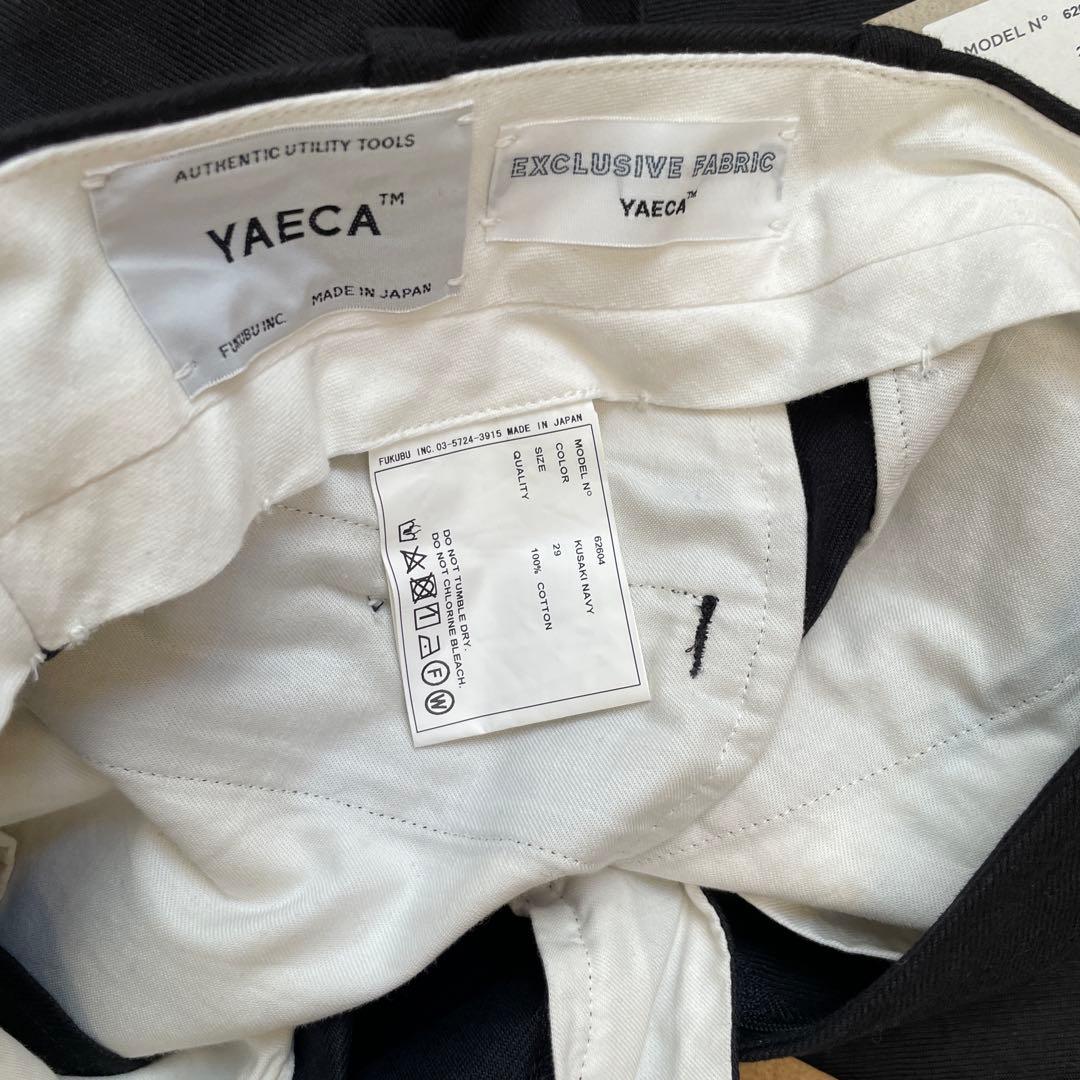 MODEL Nº
AUTHENTIC UTILITY TOOLS
YAECA™
MADE IN JAPAN
FUKUBU INC.
EXCLUSIVE FABRIC
YAECA™
FUKUBU INC. 03-5724-3915 MADE IN JAPAN
MODEL Nº 62604
COLOR KUSAKI NAVY
SIZE 29
QUALITY 100% COTTON
DO NOT TUMBLE DRY.
DO NOT CHLORINE BLEACH.
F
W